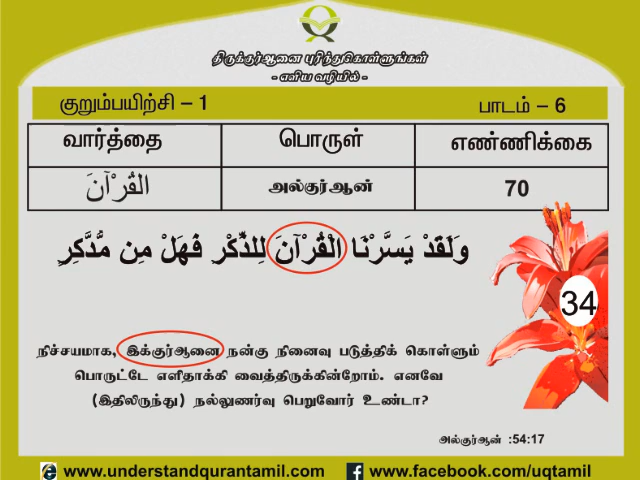 திருக்குர்ஆனை புரிந்துகொள்ளுங்கள்
- எளிய வழியில் -
குறும்பயிற்சி – 1 பாடம் – 6
வார்த்தை பொருள் எண்ணிக்கை
القُرْآنَ அல்குர்ஆன் 70
وَلَقَدْ يَسَّرْنَا الْقُرْآنَ لِلذِّكْرِ فَهَلْ مِن مُّدَّكِرٍ
34
நிச்சயமாக, இக்குர்ஆனை நன்கு நினைவு படுத்திக் கொள்ளும்
பொருட்டே எளிதாக்கி வைத்திருக்கின்றோம். எனவே
(இதிலிருந்து) நல்லுணர்வு பெறுவோர் உண்டா?
அல்குர்ஆன் :54:17
www.understandqurantamil.com www.facebook.com/uqtamil